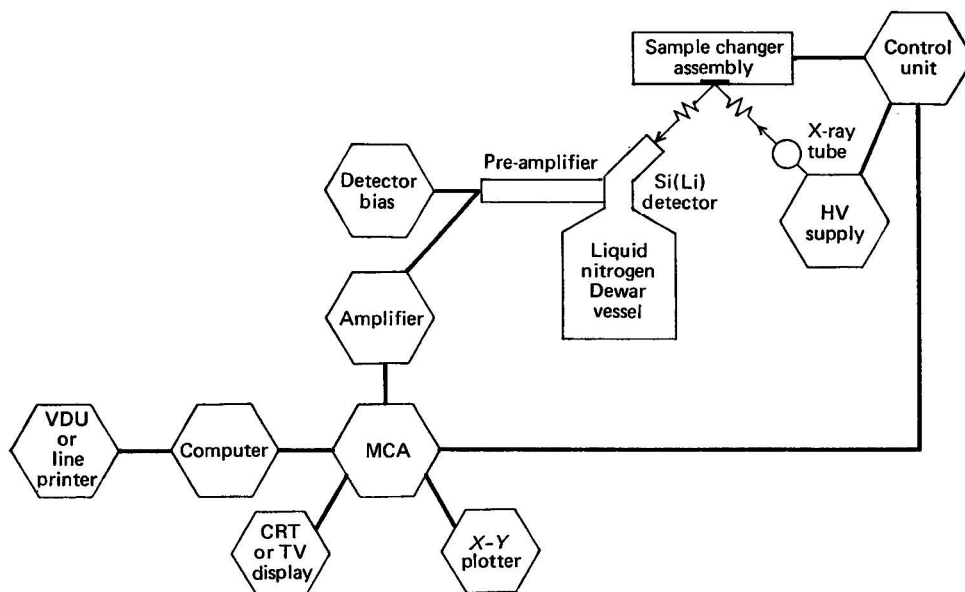 Sample changer
assembly
Control
unit
X-ray
tube
Pre-amplifier
Detector
bias
Si(Li)
detector
HV
supply
Liquid
nitrogen
Dewar
vessel
Amplifier
VDU
or
line
printer
Computer
MCA
CRT
or TV
display
X-Y
plotter